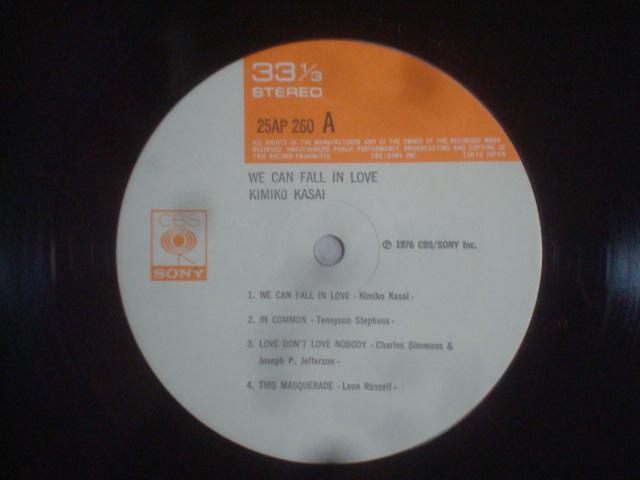 33 1/3
STEREO
25AP 260 A
ALL RIGHTS OF THE MANUFACTURER AND OF THE OWNER OF THE RECORDED WORK
RESERVED. UNAUTHORIZED PUBLIC PERFORMANCE, BROADCASTING AND COPYING OF
THIS RECORD PROHIBITED. CBS/SONY INC. TOKYO JAPAN
WE CAN FALL IN LOVE
KIMIKO KASAI
CBS
SONY
℗ 1976 CBS/SONY Inc.
1. WE CAN FALL IN LOVE - Kimiko Kasai -
2. IN COMMON - Tennyson Stephens -
3. LOVE DON'T LOVE NOBODY - Charles Simmons &
Joseph P. Jefferson -
4. THIS MASQUERADE - Leon Russell -